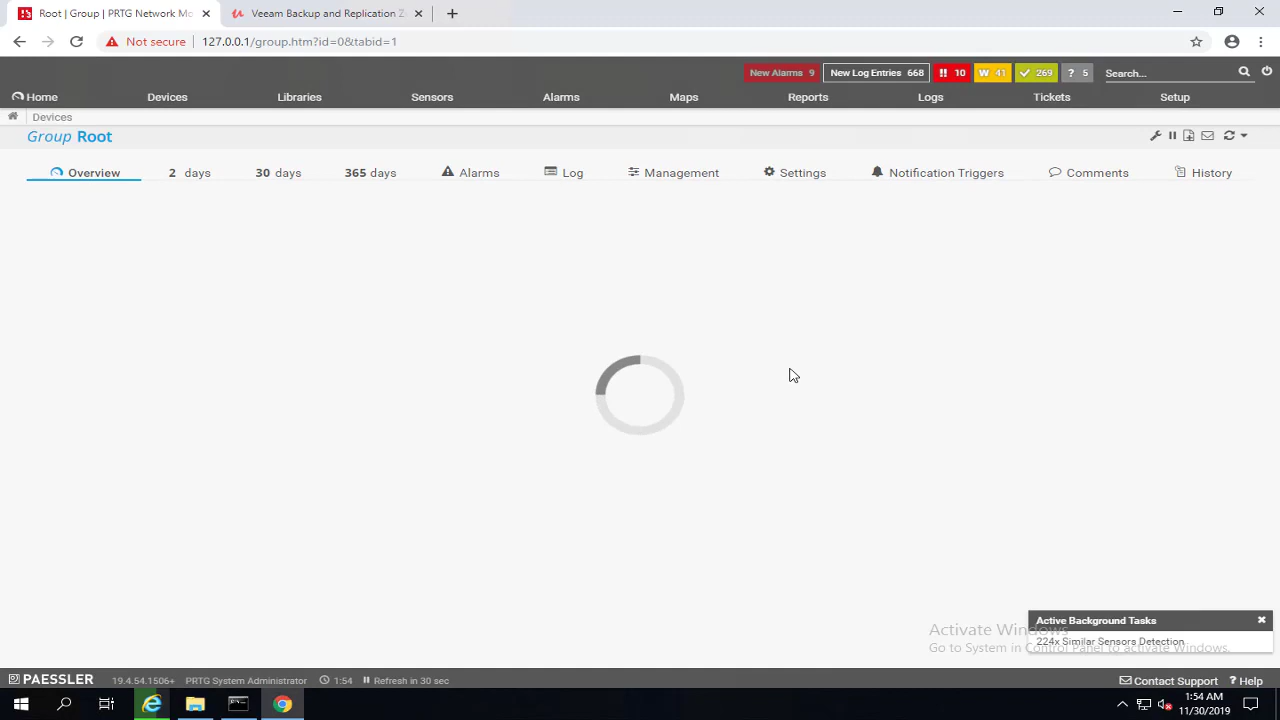 Root | Group | PRTG Network Mo
Veeam Backup and Replication Z
Not secure 127.0.0.1/group.htm?id=0&tabid=1
New Alarms 9 New Log Entries 668 !! 10 W 41 269 ? 5 Search...
Home Devices Libraries Sensors Alarms Maps Reports Logs Tickets Setup
Devices
Group Root
Overview 2 days 30 days 365 days Alarms Log Management Settings Notification Triggers Comments History
Active Background Tasks
224x Similar Sensors Detection
Activate Windows
Go to System in Control Panel to activate Windows.
PAESSLER 19.4.54.1506+ PRTG System Administrator 1:54 Refresh in 30 sec Contact Support ? Help
1:54 AM
11/30/2019